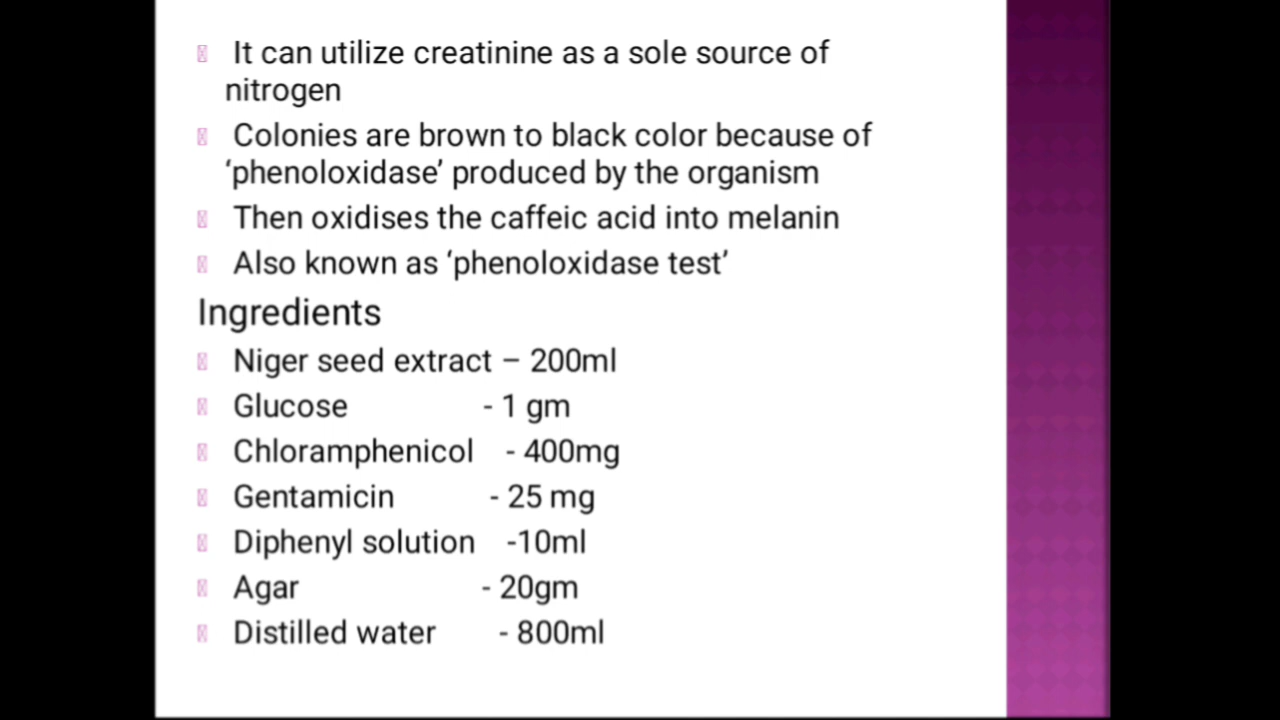 It can utilize creatinine as a sole source of
nitrogen
Colonies are brown to black color because of
‘phenoloxidase’ produced by the organism
Then oxidises the caffeic acid into melanin
Also known as ‘phenoloxidase test’
Ingredients
Niger seed extract – 200ml
Glucose - 1 gm
Chloramphenicol - 400mg
Gentamicin - 25 mg
Diphenyl solution -10ml
Agar - 20gm
Distilled water - 800ml